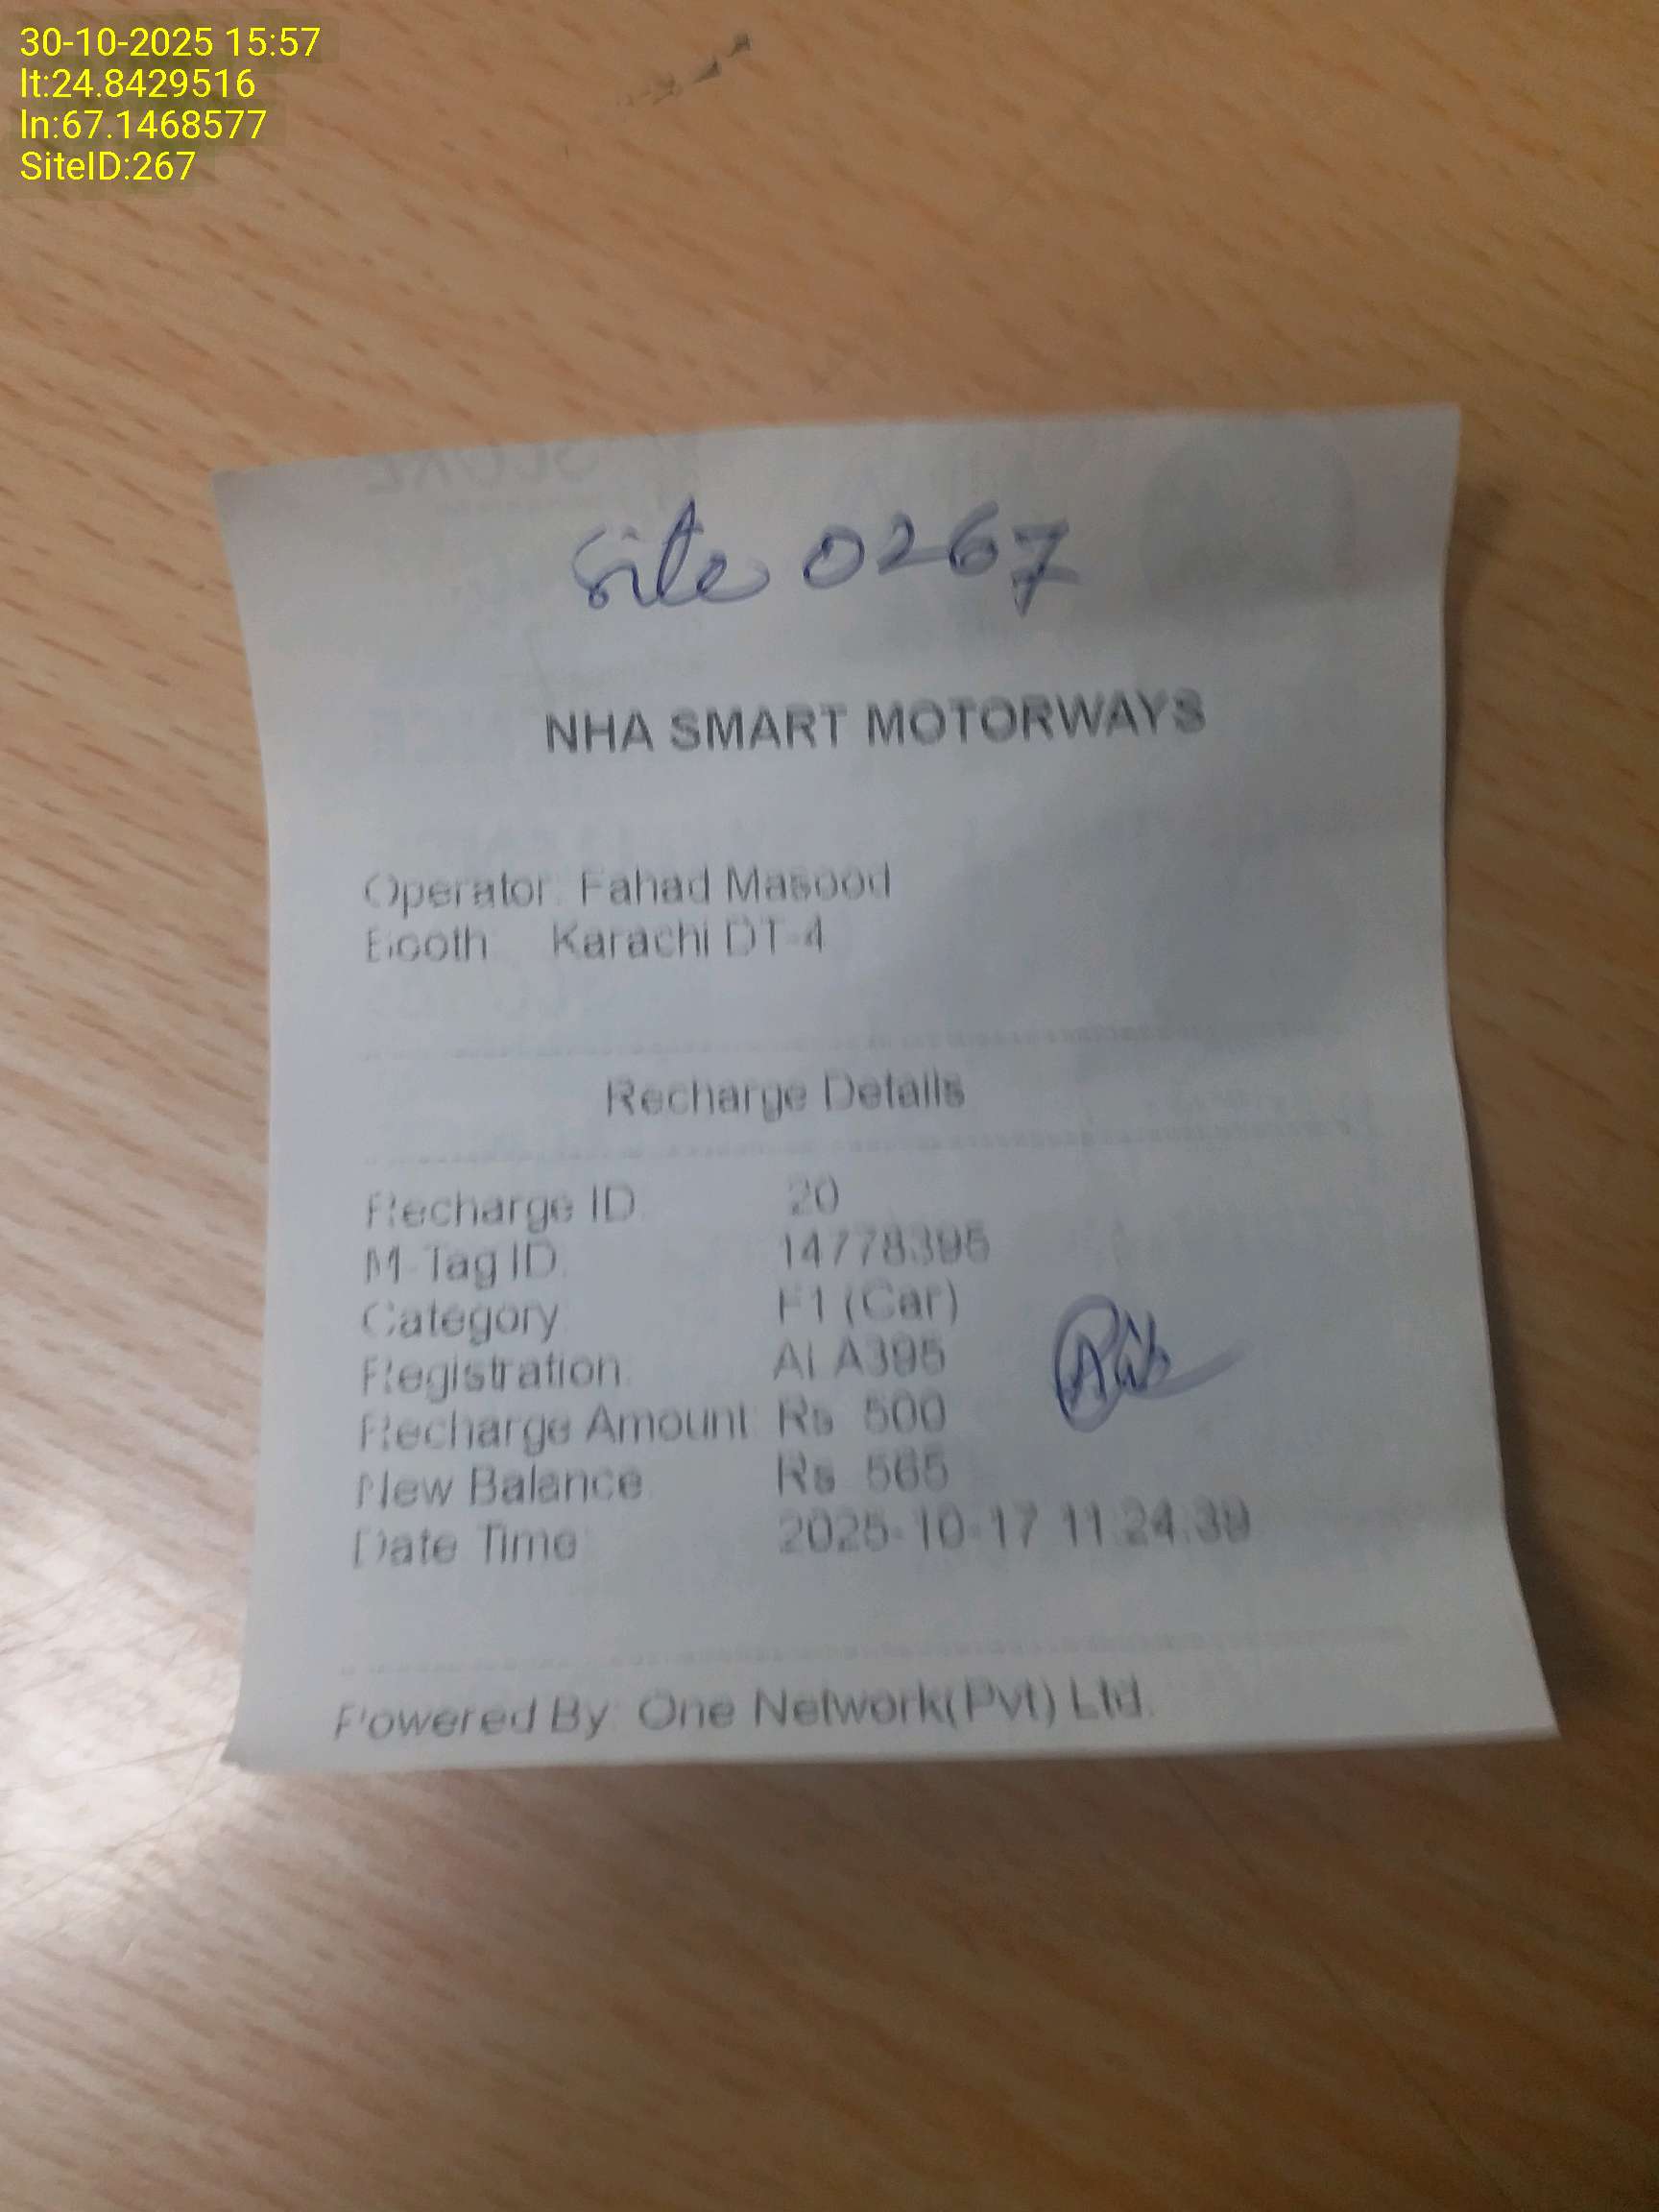 30-10-2025 15:57
lt:24.8429516
ln:67.1468577
SiteID:267
Site 0267
NHA SMART MOTORWAYS
Operator: Fahad Masood
Booth: Karachi DT-4
Recharge Details
Recharge ID: 20
M-Tag ID: 14778395
Category: F1 (Car)
Registration:
Recharge Amount: Rs 500
New Balance: Rs 565
Date Time: 2025-10-17 11:24:39
Powered By: One Network(Pvt) Ltd.